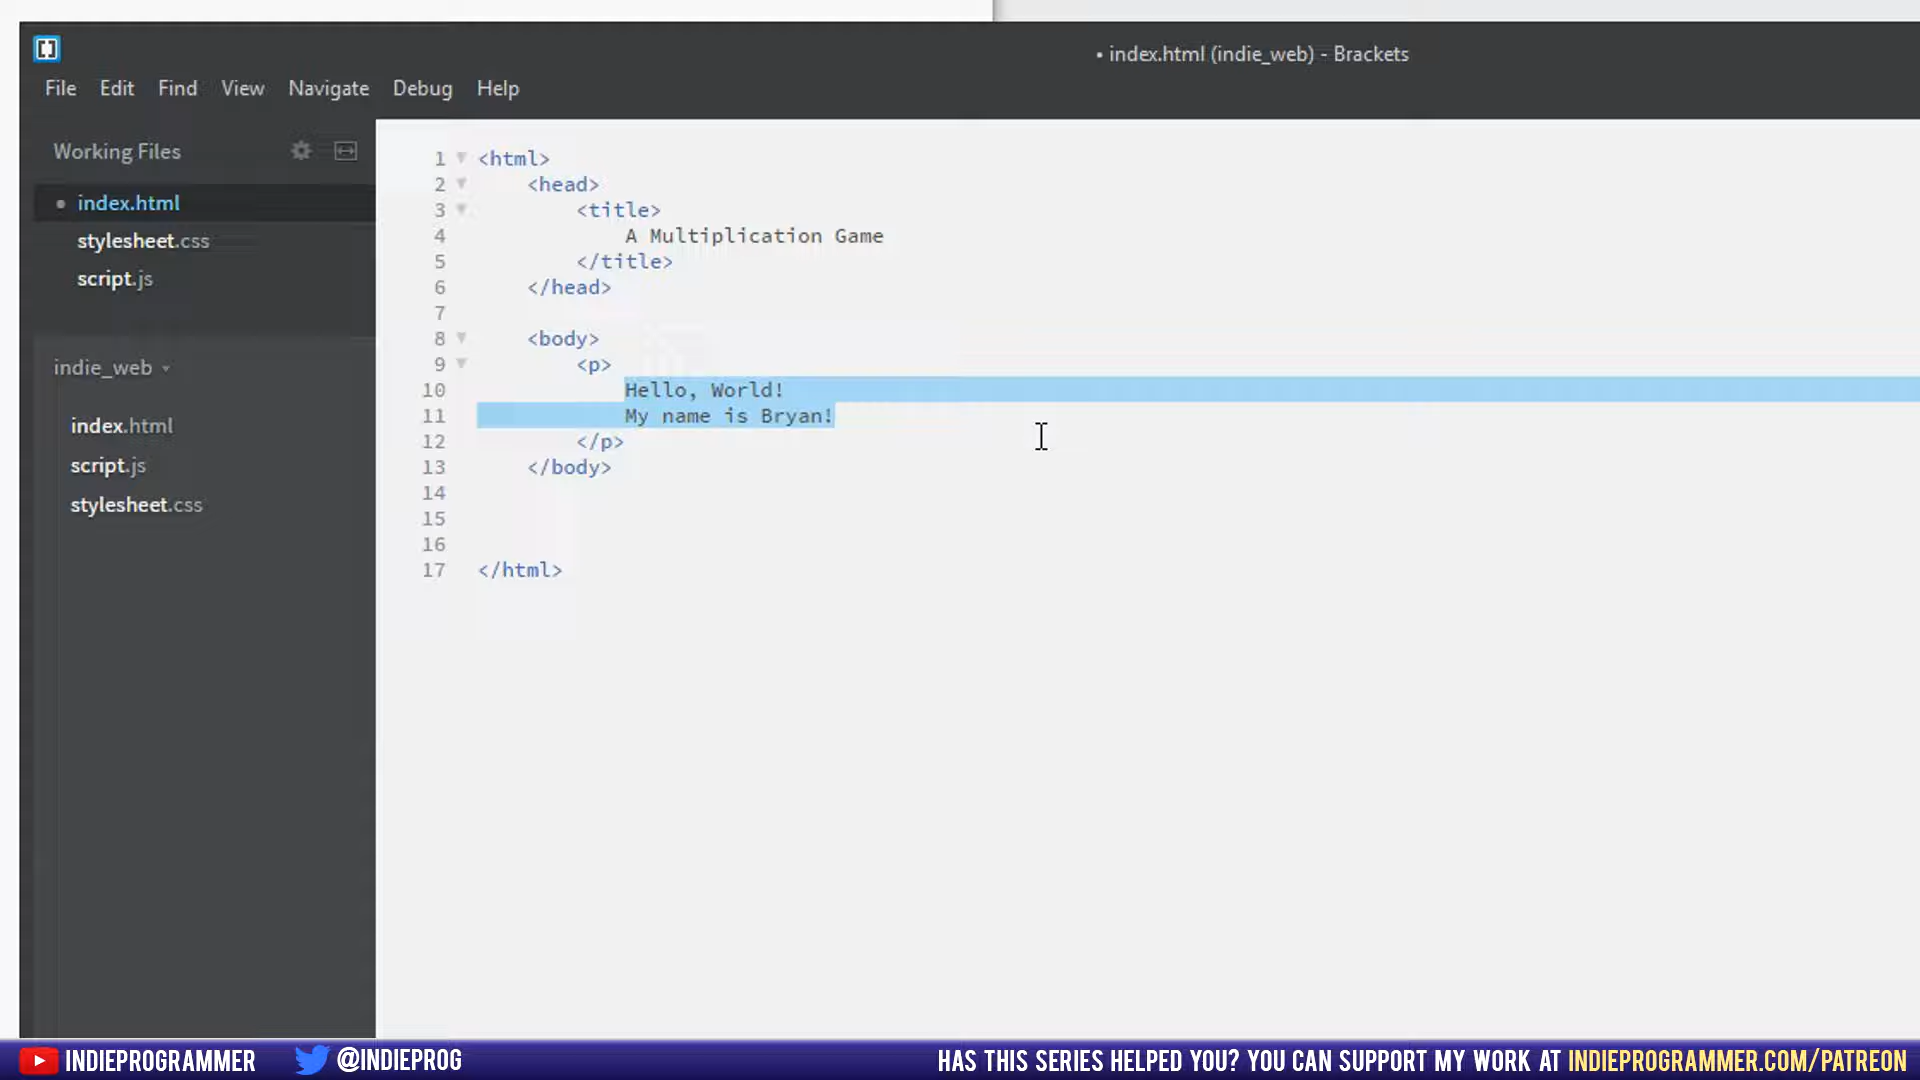 • index.html (indie_web) - Brackets
File Edit Find View Navigate Debug Help
Working Files
index.html
stylesheet.css
script.js
indie_web
index.html
script.js
stylesheet.css
1 <html>
2 <head>
3 <title>
4 A Multiplication Game
5 </title>
6 </head>
7
8 <body>
9 <p>
10 Hello, World!
11 My name is Bryan!
12 </p>
13 </body>
14
15
16
17 </html>
INDIEPROGRAMMER @INDIEPROG HAS THIS SERIES HELPED YOU? YOU CAN SUPPORT MY WORK AT INDIEPROGRAMMER.COM/PATREON